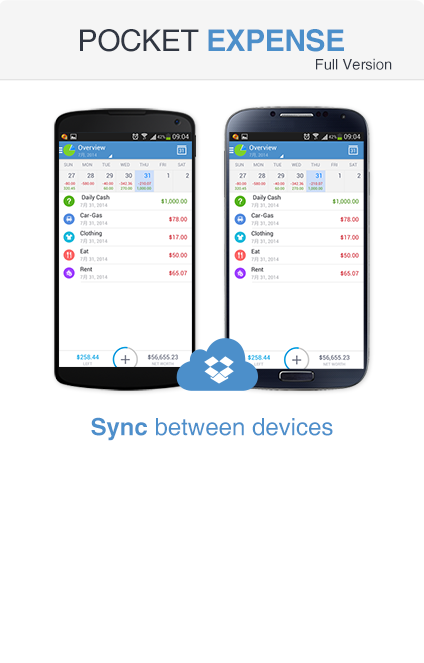 POCKET EXPENSE
Full Version
42% 09:04
Overview
7月 2014
SUN MON TUE WED THU FRI SAT
27 28 29 30 31 1 2
Daily Cash $1,000.00
7月 31, 2014
Car-Gas $78.00
7月 31, 2014
Clothing $17.00
7月 31, 2014
Eat $50.00
7月 31, 2014
Rent $65.07
7月 31, 2014
$258.44 $56,655.23
LEFT NET WORTH
42% 09:04
Overview
7月 2014
SUN MON TUE WED THU FRI SAT
27 28 29 30 31 1 2
Daily Cash $1,000.00
7月 31, 2014
Car-Gas $78.00
7月 31, 2014
Clothing $17.00
7月 31, 2014
Eat $50.00
7月 31, 2014
Rent $65.07
7月 31, 2014
$258.44 $56,655.23
LEFT NET WORTH
Sync between devices